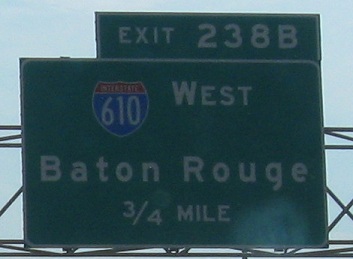 EXIT 238B
INTERSTATE
610 WEST
Baton Rouge
3/4 MILE